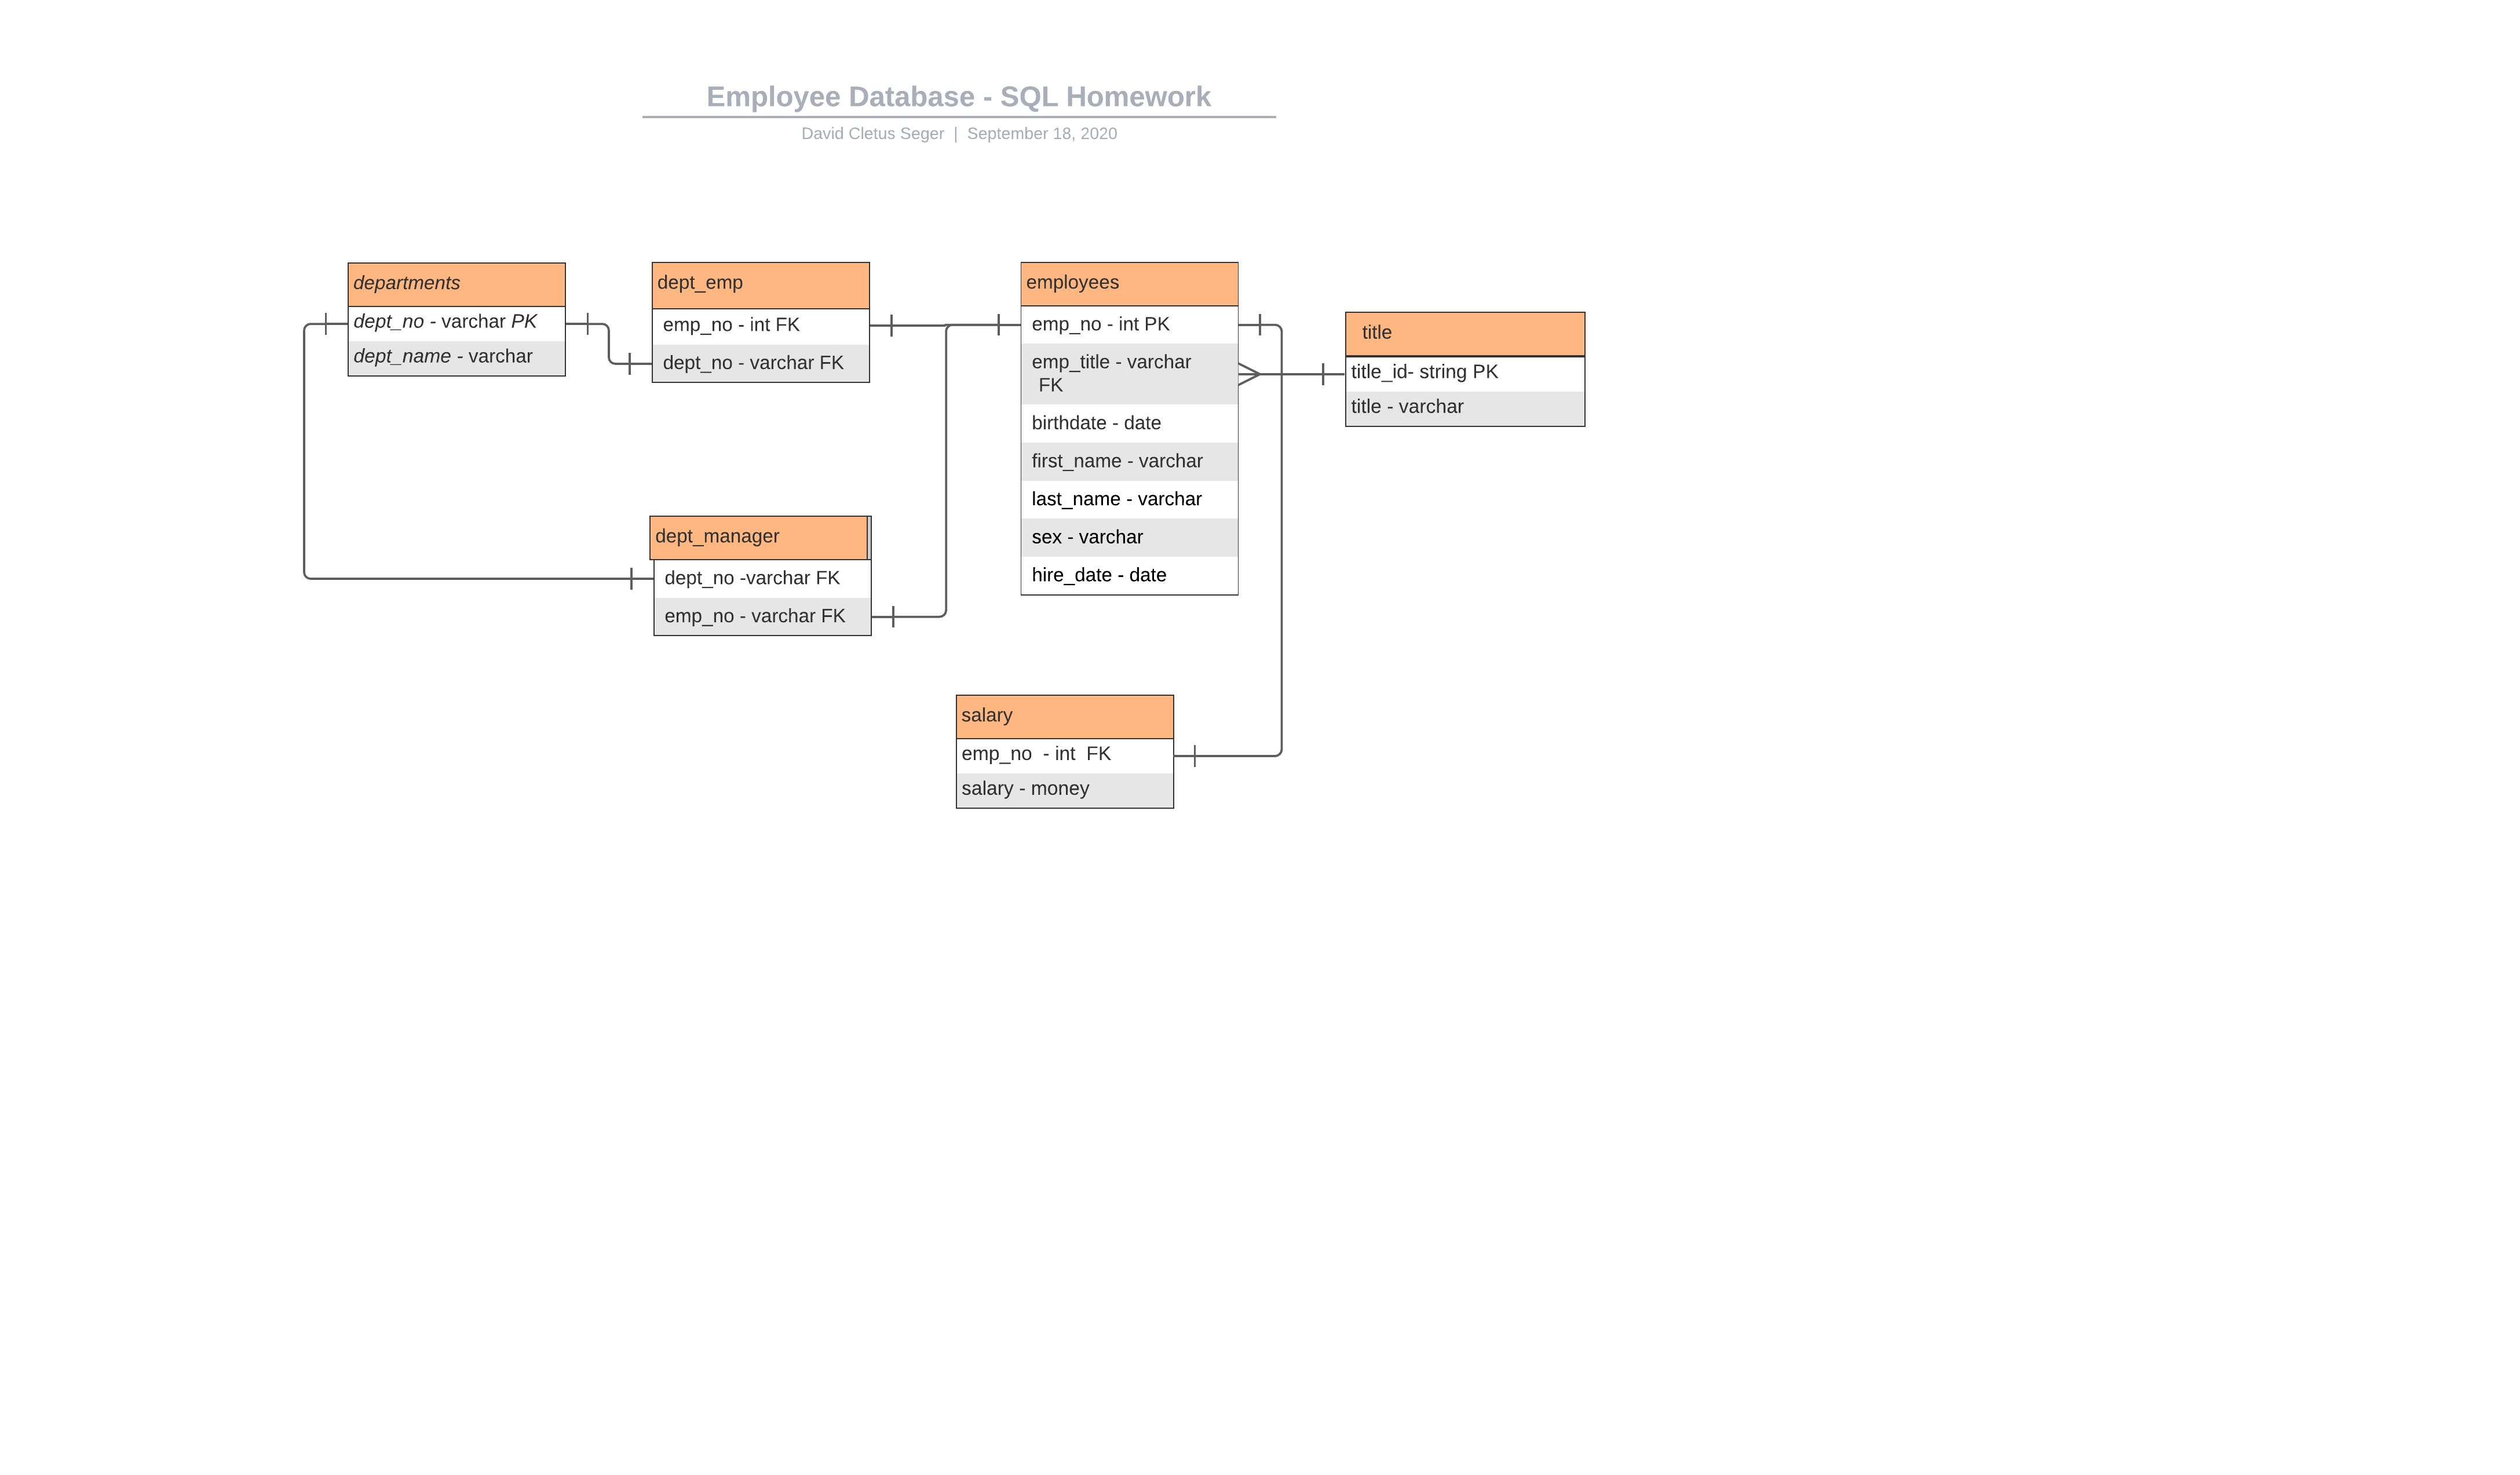 Employee Database - SQL Homework
David Cletus Seger | September 18, 2020
departments
dept_no - varchar PK
dept_name - varchar
dept_emp
emp_no - int FK
dept_no - varchar FK
employees
emp_no - int PK
emp_title - varchar
FK
birthdate - date
first_name - varchar
last_name - varchar
sex - varchar
hire_date - date
title
title_id- string PK
title - varchar
dept_manager
dept_no -varchar FK
emp_no - varchar FK
salary
emp_no  - int  FK
salary - money